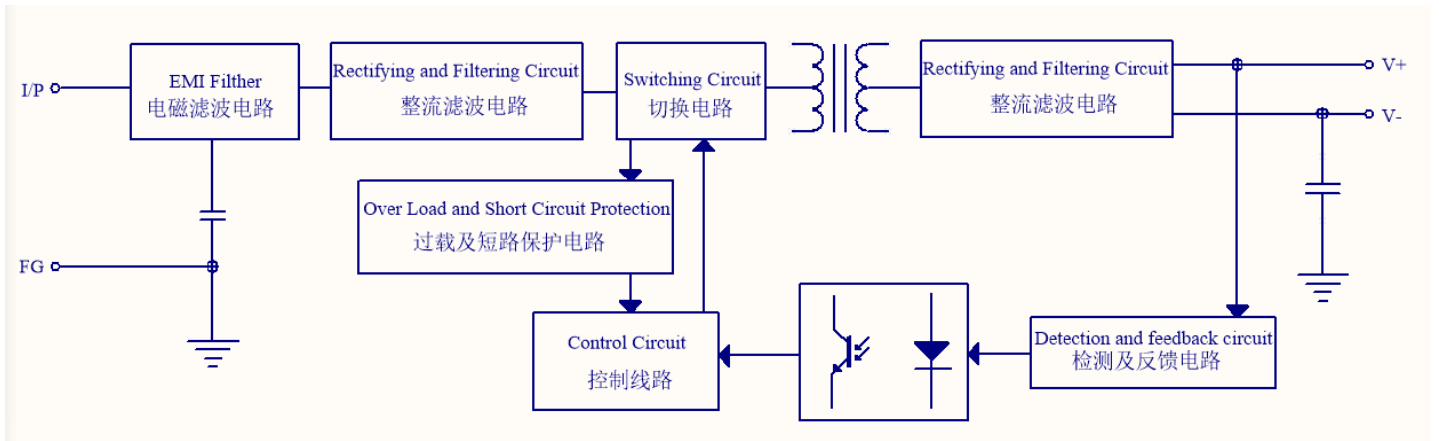 I/P
EMI Filther
电磁滤波电路
Rectifying and Filtering Circuit
整流滤波电路
Switching Circuit
切换电路
Rectifying and Filtering Circuit
整流滤波电路
V+
V-
Over Load and Short Circuit Protection
过载及短路保护电路
FG
Control Circuit
控制线路
Detection and feedback circuit
检测及反馈电路